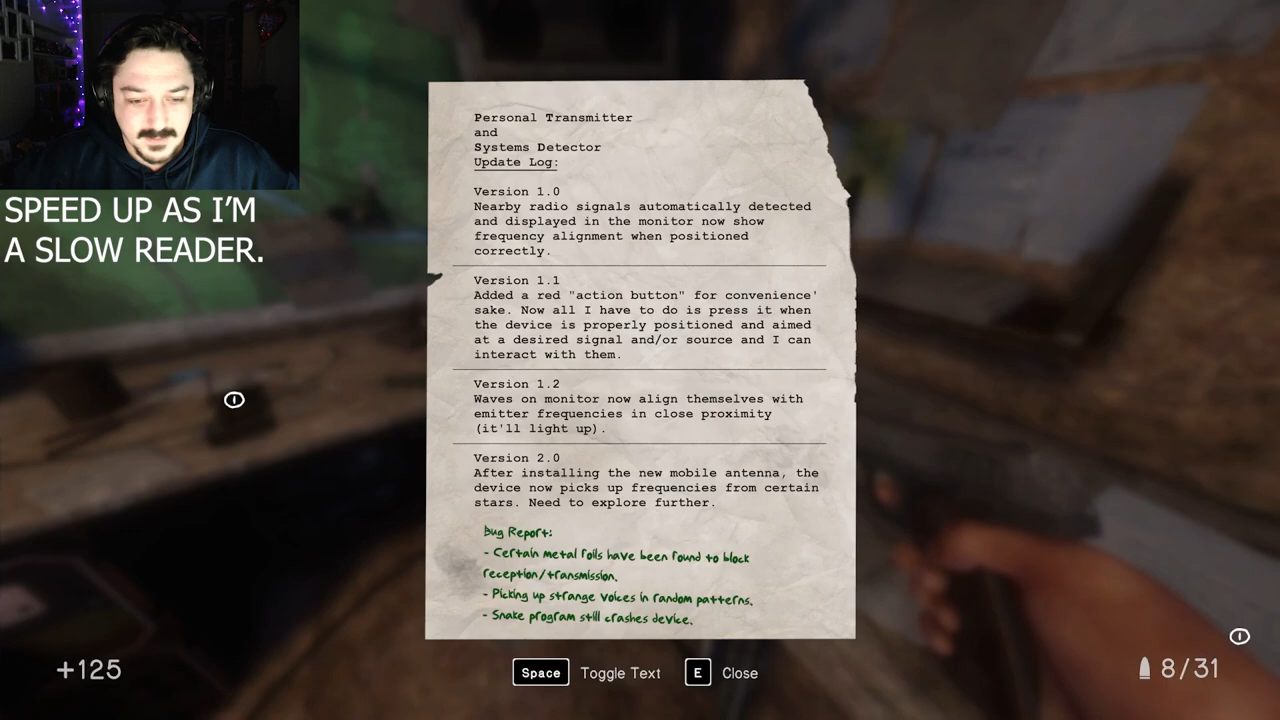 SPEED UP AS I'M
A SLOW READER.
Personal Transmitter
and
Systems Detector
Update Log:
Version 1.0
Nearby radio signals automatically detected
and displayed in the monitor now show
frequency alignment when positioned
correctly.
Version 1.1
Added a red "action button" for convenience'
sake. Now all I have to do is press it when
the device is properly positioned and aimed
at a desired signal and/or source and I can
interact with them.
Version 1.2
Waves on monitor now align themselves with
emitter frequencies in close proximity
(it'll light up).
Version 2.0
After installing the new mobile antenna, the
device now picks up frequencies from certain
stars. Need to explore further.
Bug Report:
- Certain metal foils have been found to block
reception/transmission.
- Picking up strange voices in random patterns.
- Snake program still crashes device.
+125
Space Toggle Text E Close
8/31